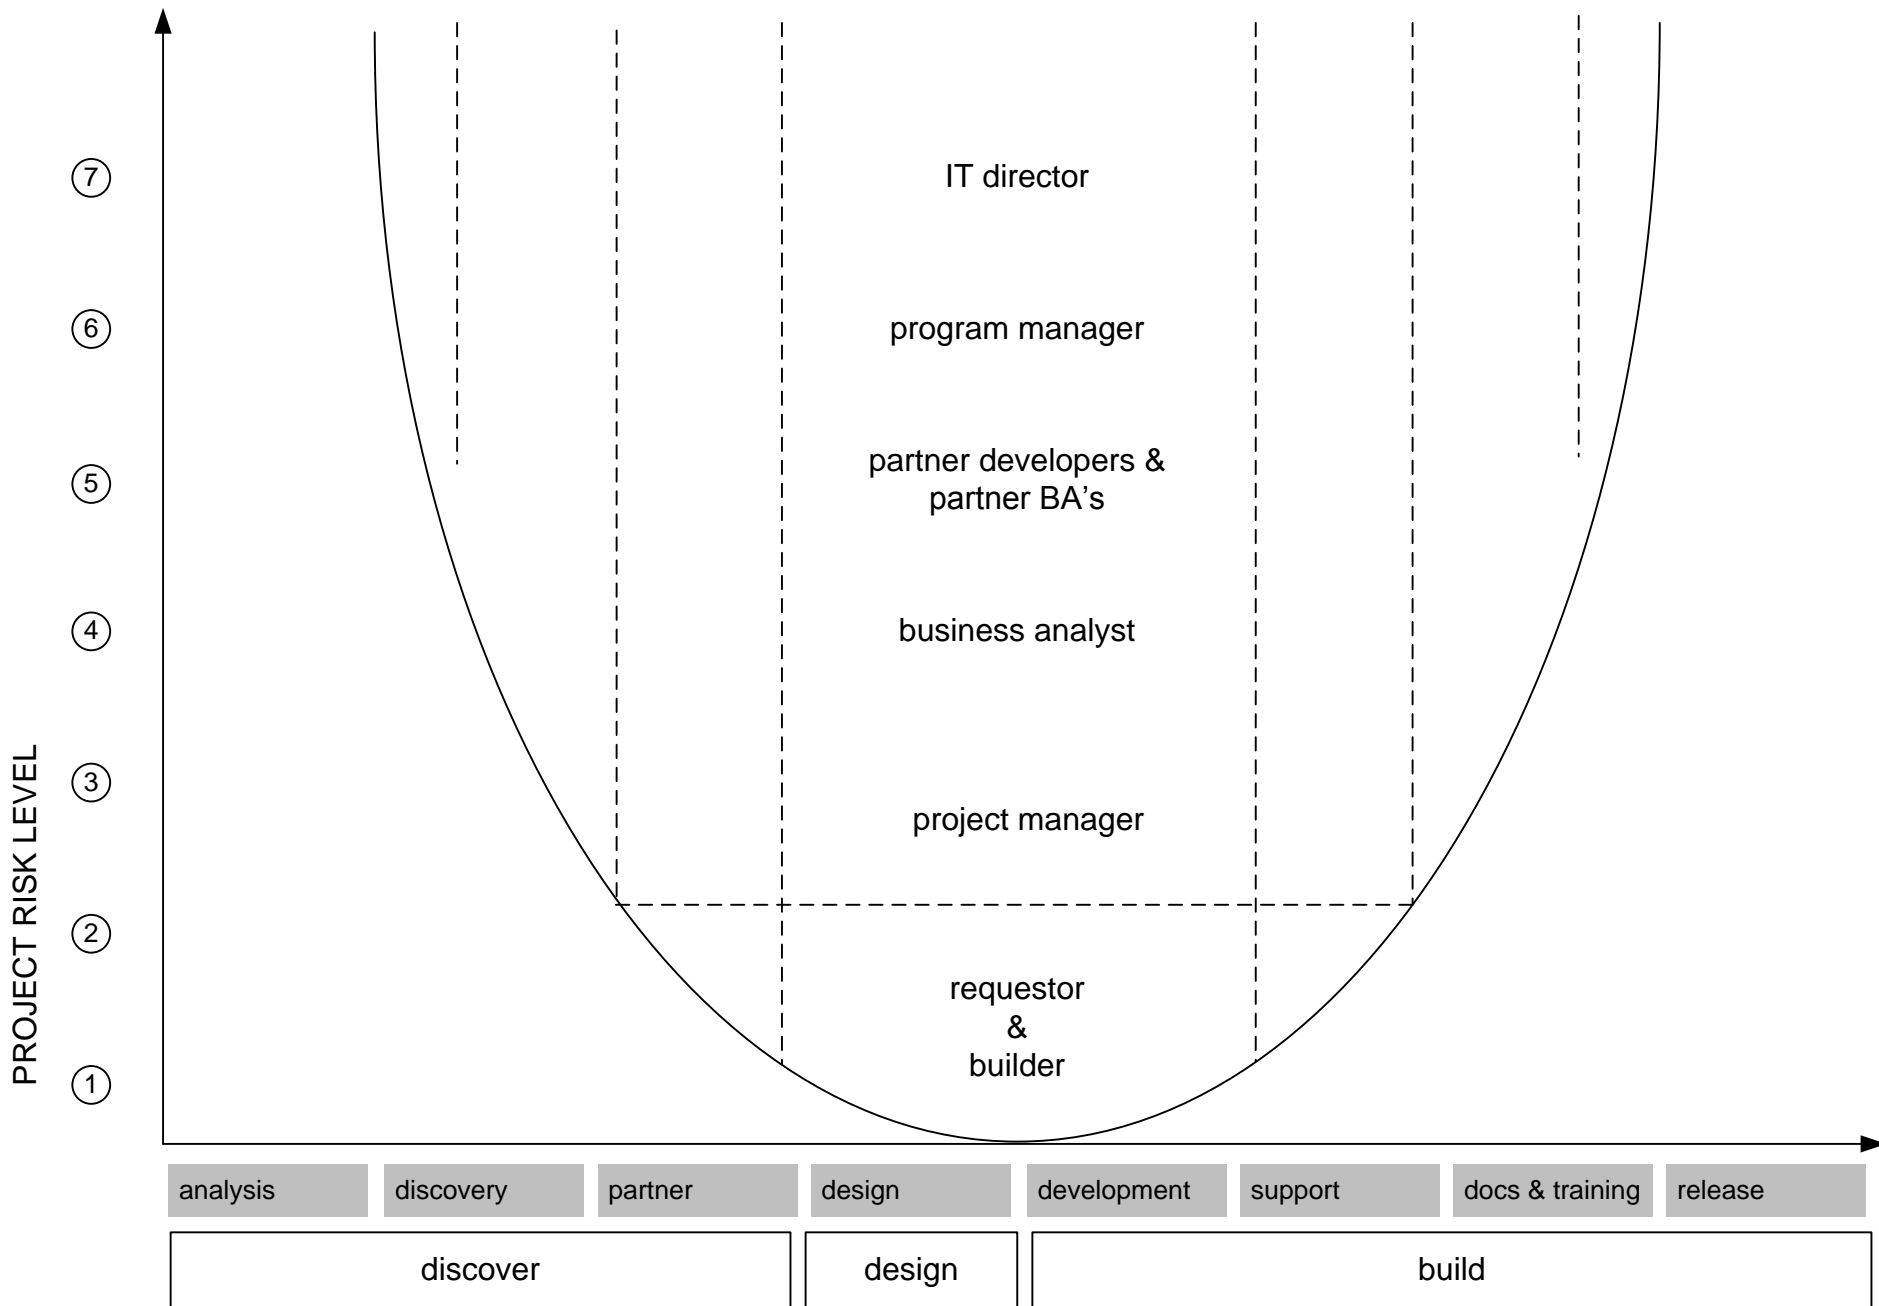 7
IT director
6
program manager
5
partner developers &
partner BA's
4
business analyst
3
project manager
PROJECT RISK LEVEL
2
requestor
&
builder
1
analysis
discovery
partner
design
development
support
docs & training
release
discover
design
build